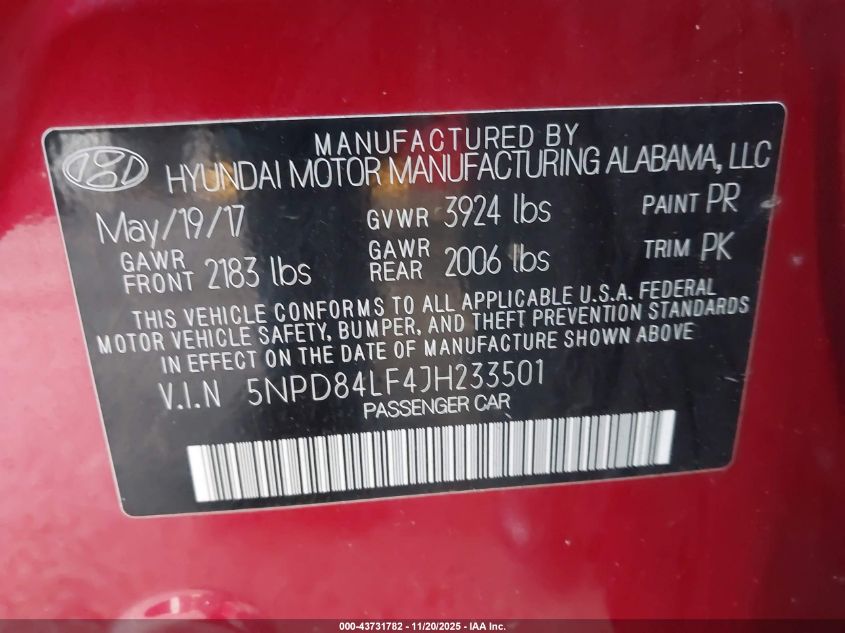 MANUFACTURED BY
HYUNDAI MOTOR MANUFACTURING ALABAMA, LLC
May/19/17 GVWR 3924 lbs PAINT PR
GAWR FRONT 2183 lbs GAWR REAR 2006 lbs TRIM PK
THIS VEHICLE CONFORMS TO ALL APPLICABLE U.S.A. FEDERAL
MOTOR VEHICLE SAFETY, BUMPER, AND THEFT PREVENTION STANDARDS
IN EFFECT ON THE DATE OF MANUFACTURE SHOWN ABOVE
V.I.N 5NPD84LF4JH233501
PASSENGER CAR
000-43731782 - 11/20/2025 - IAA Inc.